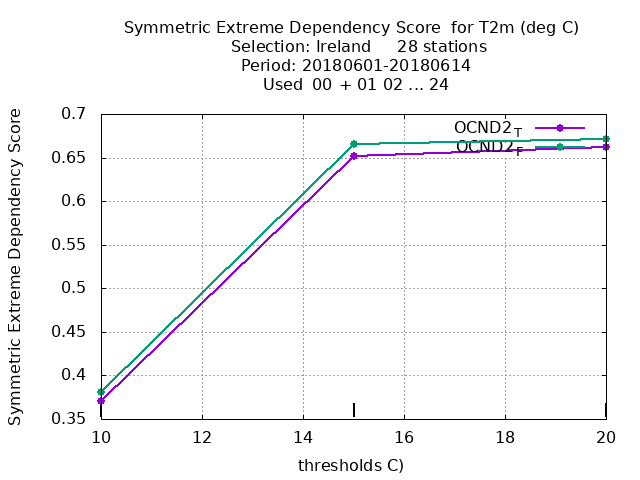 Symmetric Extreme Dependency Score  for T2m (deg C)
Selection: Ireland     28 stations
Period: 20180601-20180614
Used  00 + 01 02 ... 24
Symmetric Extreme Dependency Score
0.7
0.65
0.6
0.55
0.5
0.45
0.4
0.35
OCND2T
OCND2F
10 12 14 16 18 20
thresholds C)